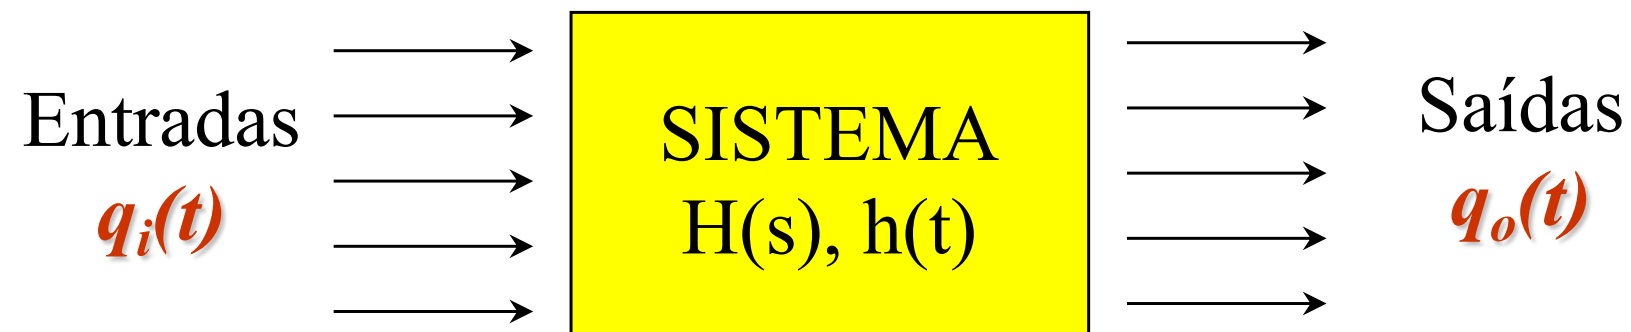 Entradas
qi(t)
SISTEMA
H(s), h(t)
Saídas
qo(t)